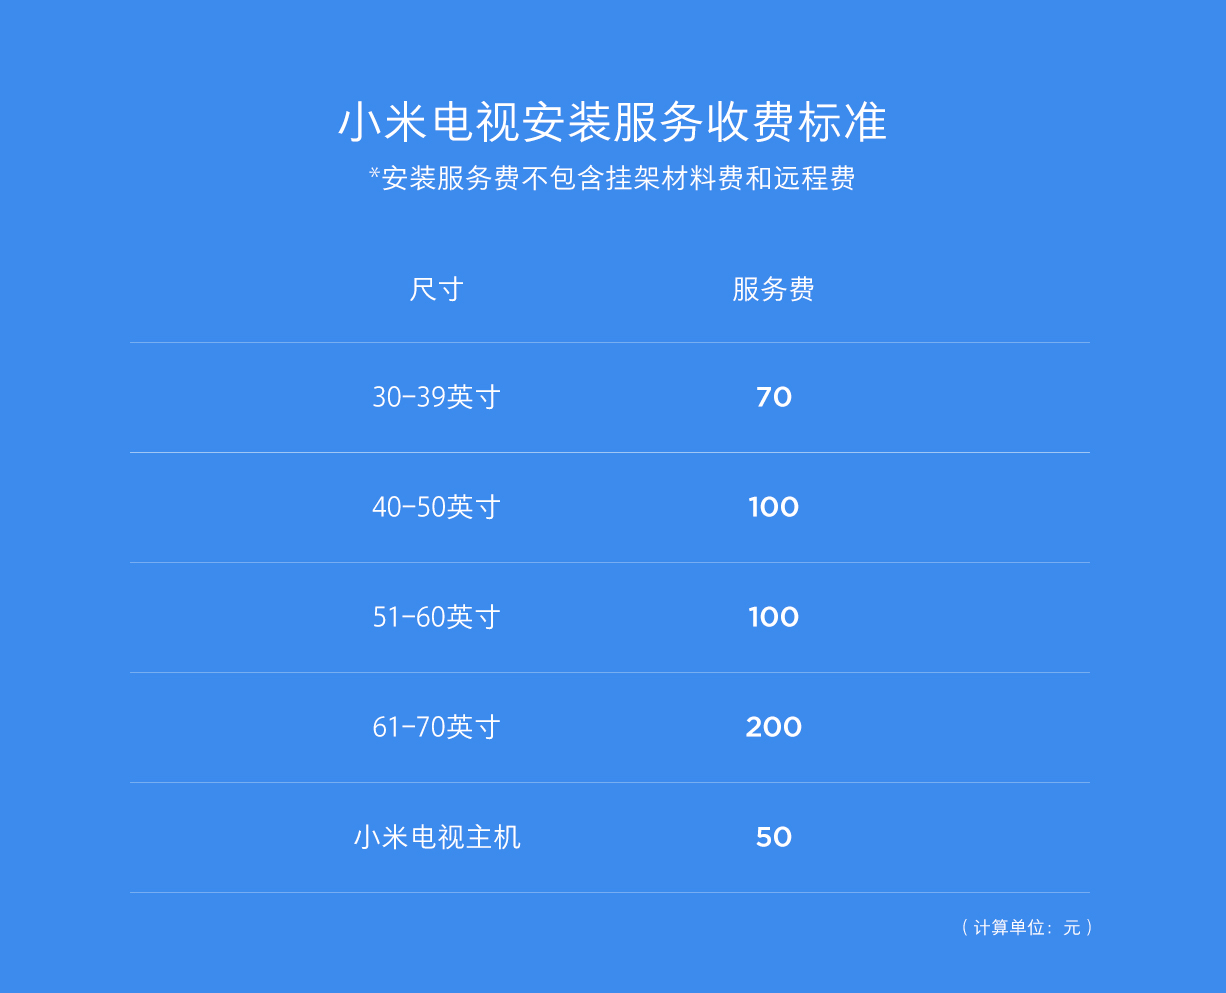 小米电视安装服务收费标准
*安装服务费不包含挂架材料费和远程费
尺寸 服务费
30-39英寸 70
40-50英寸 100
51-60英寸 100
61-70英寸 200
小米电视主机 50
（计算单位：元）